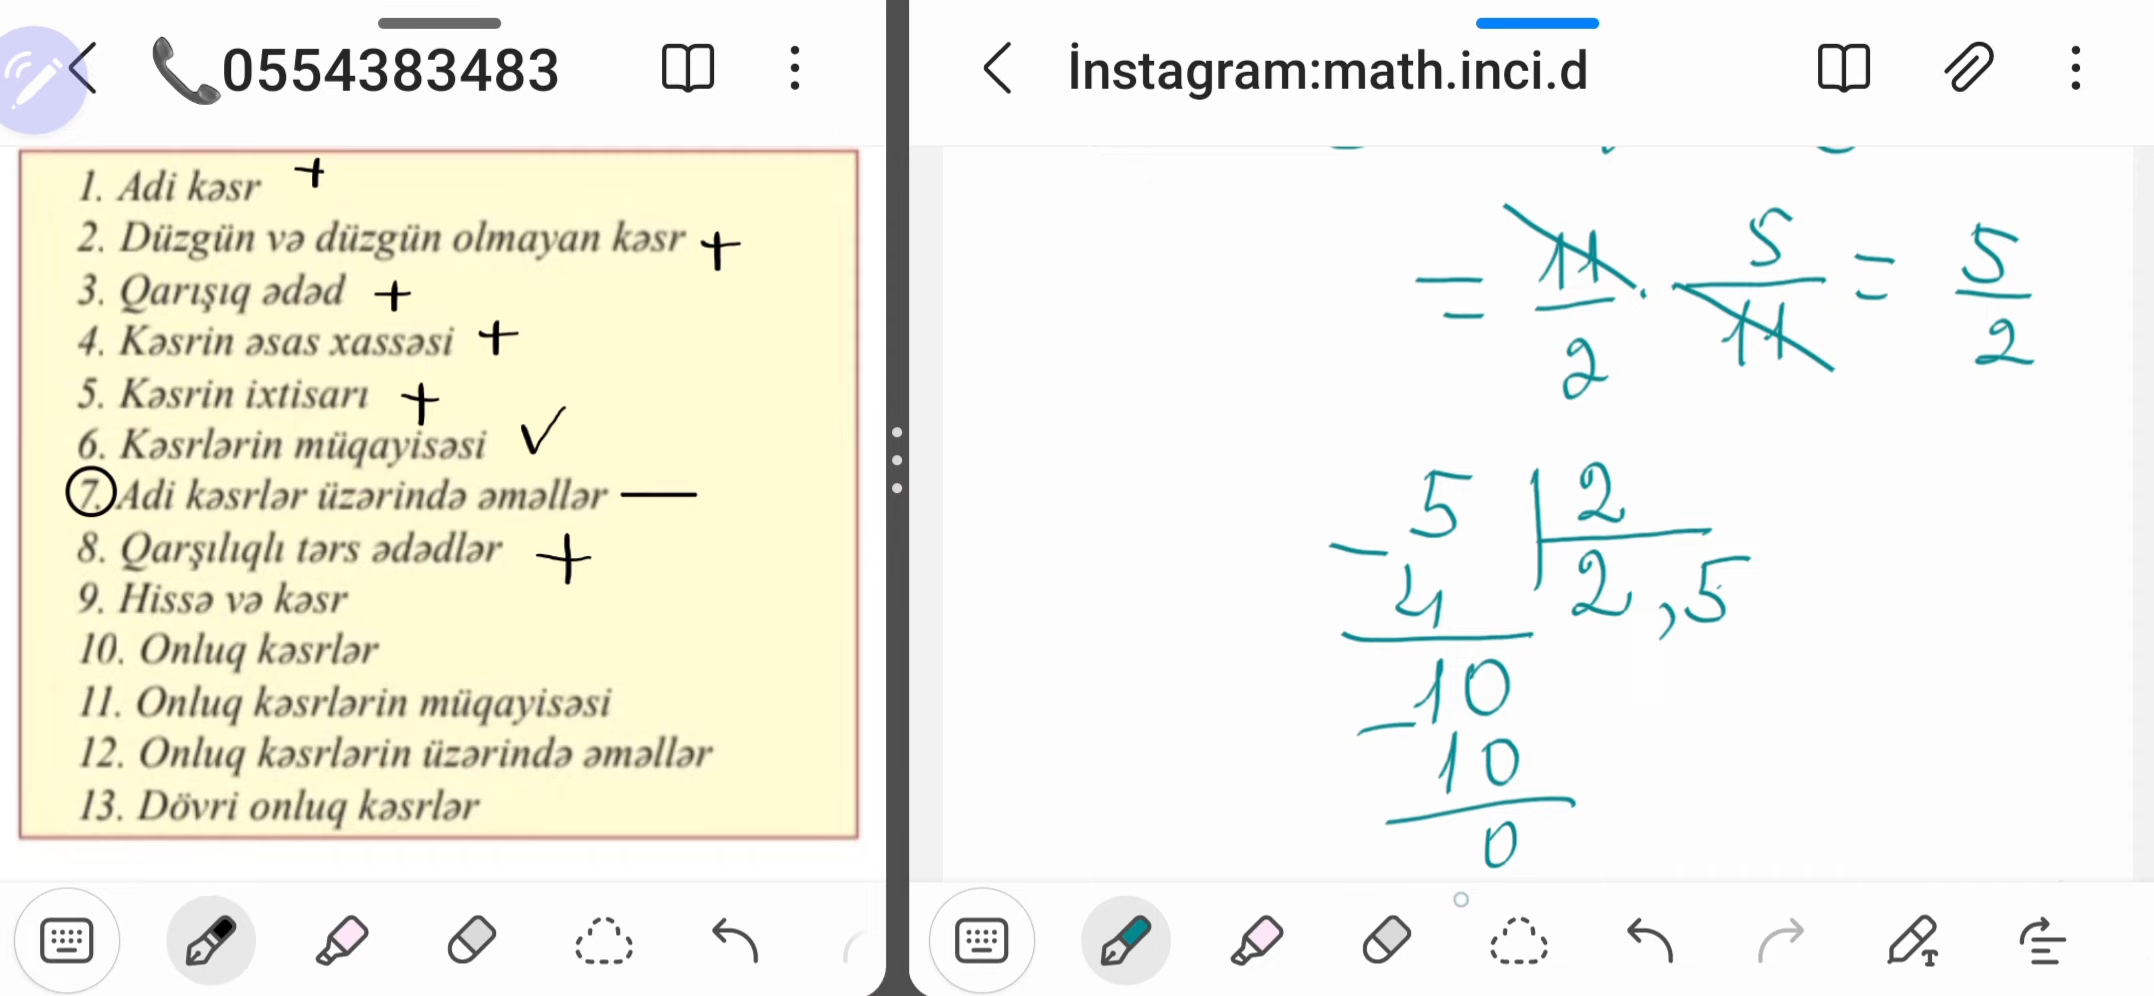 📞0554383483
1. Adi kəsr +
2. Düzgün və düzgün olmayan kəsr +
3. Qarışıq ədəd +
4. Kəsrin əsas xassəsi +
5. Kəsrin ixtisarı +
6. Kəsrlərin müqayisəsi ✓
7. Adi kəsrlər üzərində əməllər —
8. Qarşılıqlı tərs ədədlər +
9. Hissə və kəsr
10. Onluq kəsrlər
11. Onluq kəsrlərin müqayisəsi
12. Onluq kəsrlərin üzərində əməllər
13. Dövri onluq kəsrlər
İnstagram:math.inci.d
= 11/2 · 5/11 = 5/2
5 | 2
− 4 2,5
10
− 10
0